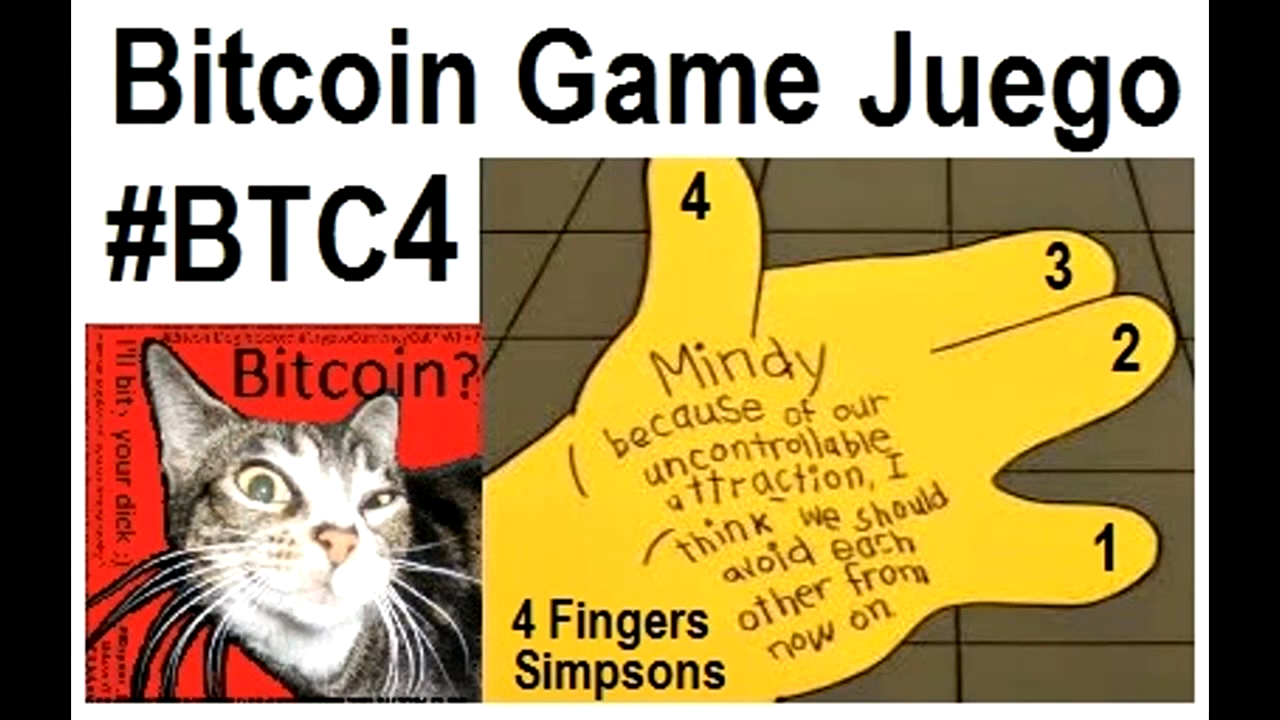 Bitcoin Game Juego
#BTC4
Bitcoin?
I'll bit, your dick :)
4
3
2
1
Mindy
because of our
uncontrollable
attraction, I
think we should
avoid each
other from
now on
4 Fingers
Simpsons